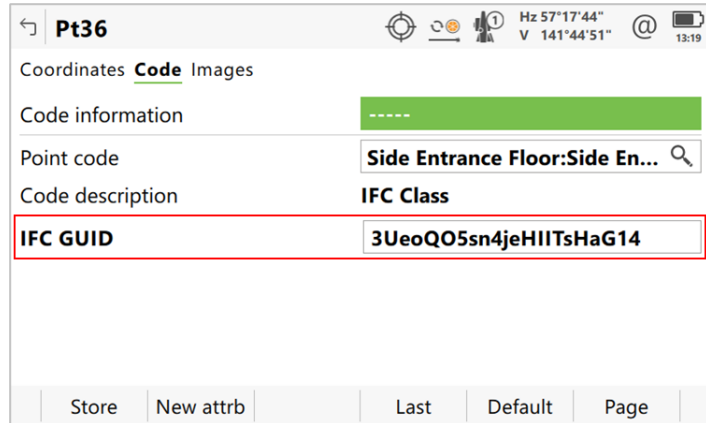 Pt36
1
Hz 57°17'44"
V 141°44'51"
@
13:19
Coordinates Code Images
Code information -----
Point code Side Entrance Floor:Side En...
Code description IFC Class
IFC GUID 3UeoQO5sn4jeHIITsHaG14
Store New attrb Last Default Page